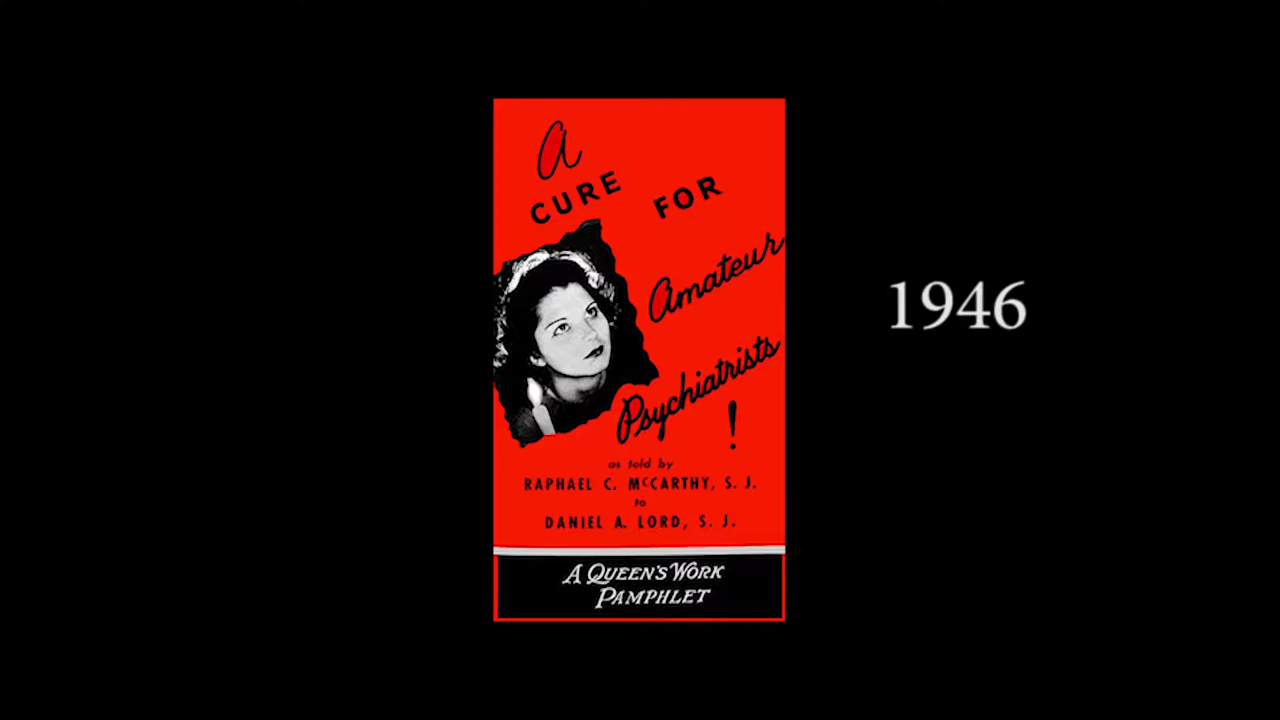 A
CURE FOR
Amateur
Psychiatrists
!
as told by
RAPHAEL C. McCARTHY, S. J.
to
DANIEL A. LORD, S. J.
A QUEEN'S WORK
PAMPHLET
1946